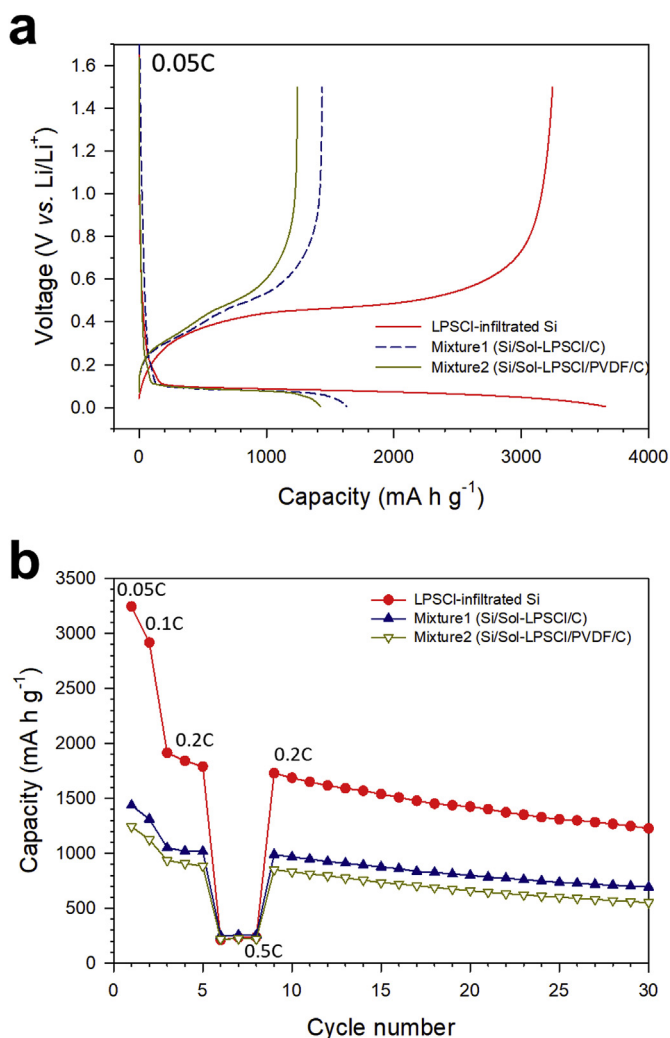 a
0.05C
1.6
1.4
1.2
1.0
0.8
0.6
0.4
0.2
0.0
Voltage (V vs. Li/Li⁺)
LPSCl-infiltrated Si
Mixture1 (Si/Sol-LPSCl/C)
Mixture2 (Si/Sol-LPSCl/PVDF/C)
0 1000 2000 3000 4000
Capacity (mA h g⁻¹)
b
3500
3000
2500
2000
1500
1000
500
0
Capacity (mA h g⁻¹)
0.05C
0.1C
0.2C
0.2C
0.5C
LPSCl-infiltrated Si
Mixture1 (Si/Sol-LPSCl/C)
Mixture2 (Si/Sol-LPSCl/PVDF/C)
0 5 10 15 20 25 30
Cycle number